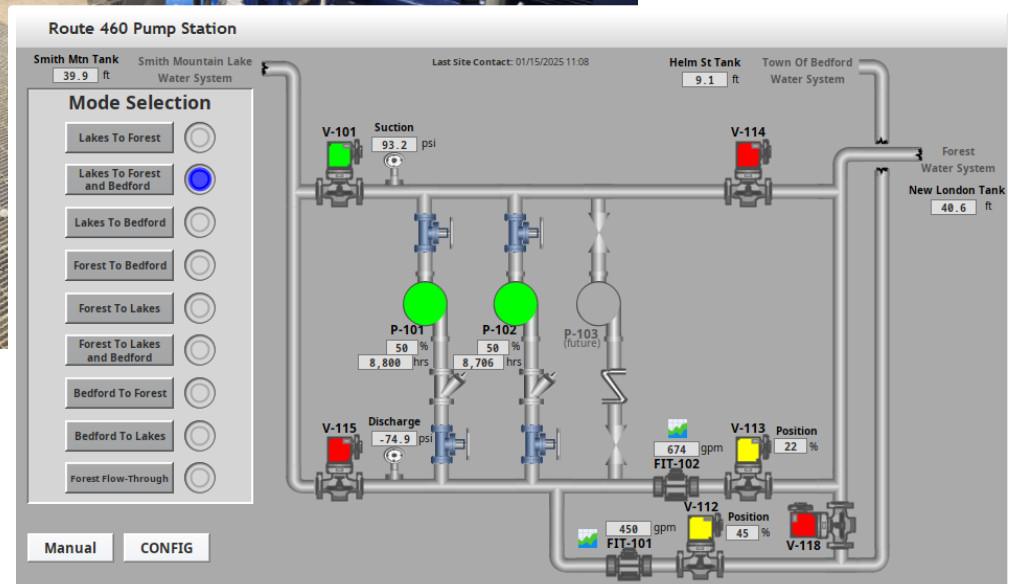 Route 460 Pump Station
Smith Mtn Tank
39.9 ft
Smith Mountain Lake
Water System
Last Site Contact: 01/15/2025 11:08
Helm St Tank
9.1 ft
Town Of Bedford
Water System
Mode Selection
Lakes To Forest
Lakes To Forest
and Bedford
Lakes To Bedford
Forest To Bedford
Forest To Lakes
Forest To Lakes
and Bedford
Bedford To Forest
Bedford To Lakes
Forest Flow-Through
Manual
CONFIG
V-101
Suction
93.2 psi
V-114
Forest
Water System
New London Tank
40.6 ft
P-101
50 %
8,800 hrs
P-102
50 %
8,706 hrs
P-103
(future)
V-115
Discharge
-74.9 psi
674 gpm
FIT-102
V-113
Position
22 %
450 gpm
FIT-101
V-112
Position
45 %
V-118